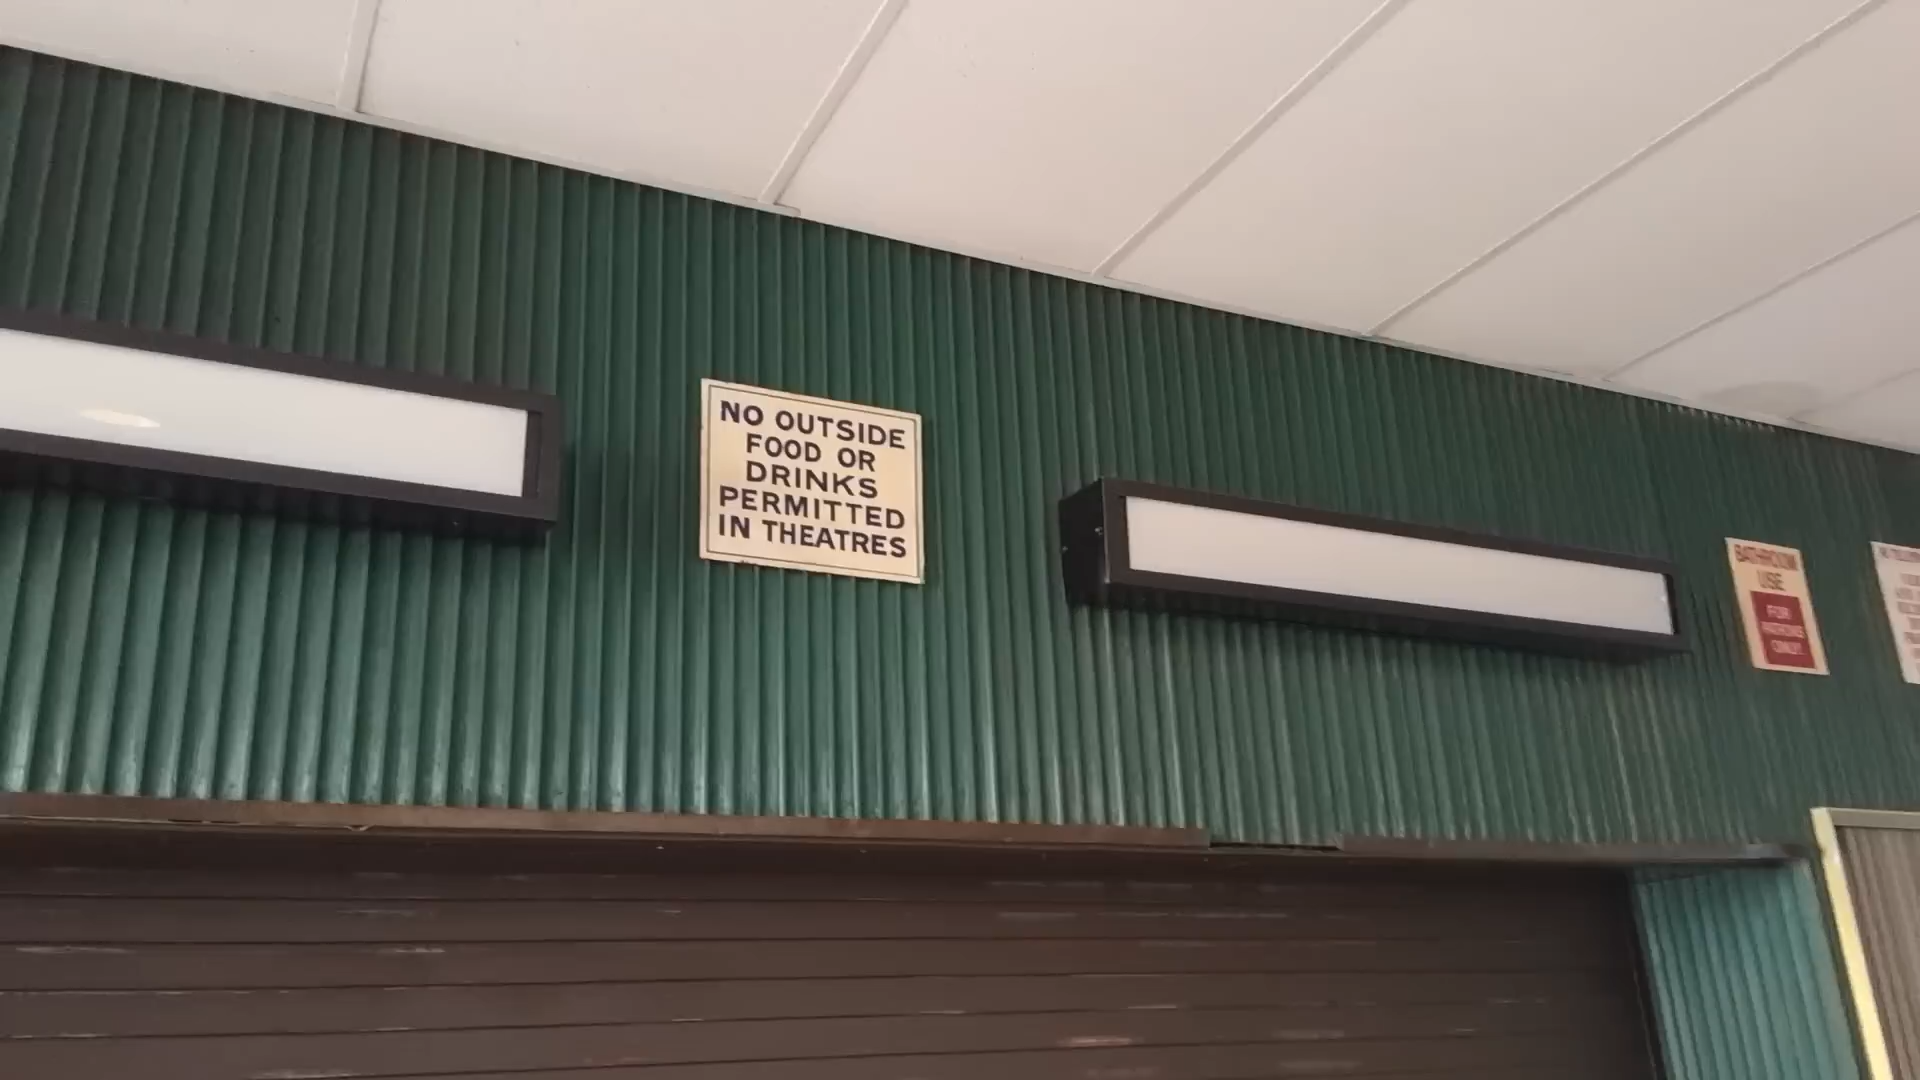 NO OUTSIDE
FOOD OR
DRINKS
PERMITTED
IN THEATRES
BATHROOM
USE
FOR
PATRONS
ONLY!